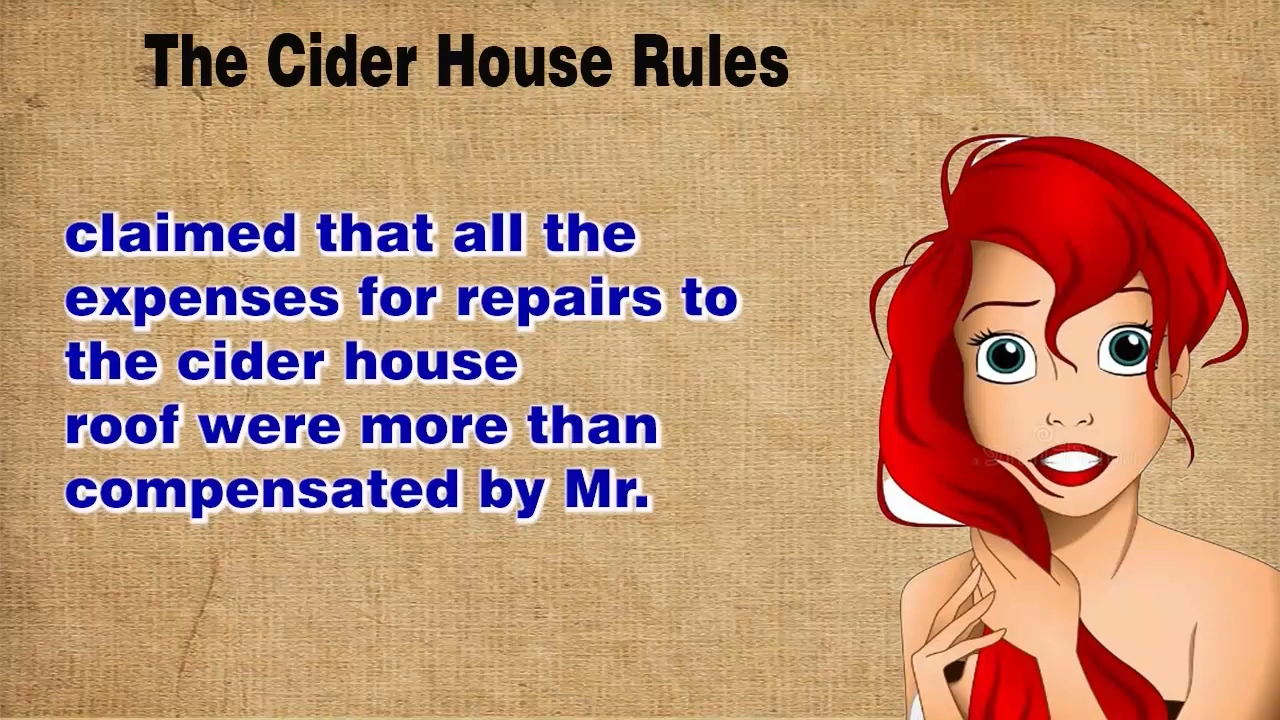 The Cider House Rules
claimed that all the
expenses for repairs to
the cider house
roof were more than
compensated by Mr.